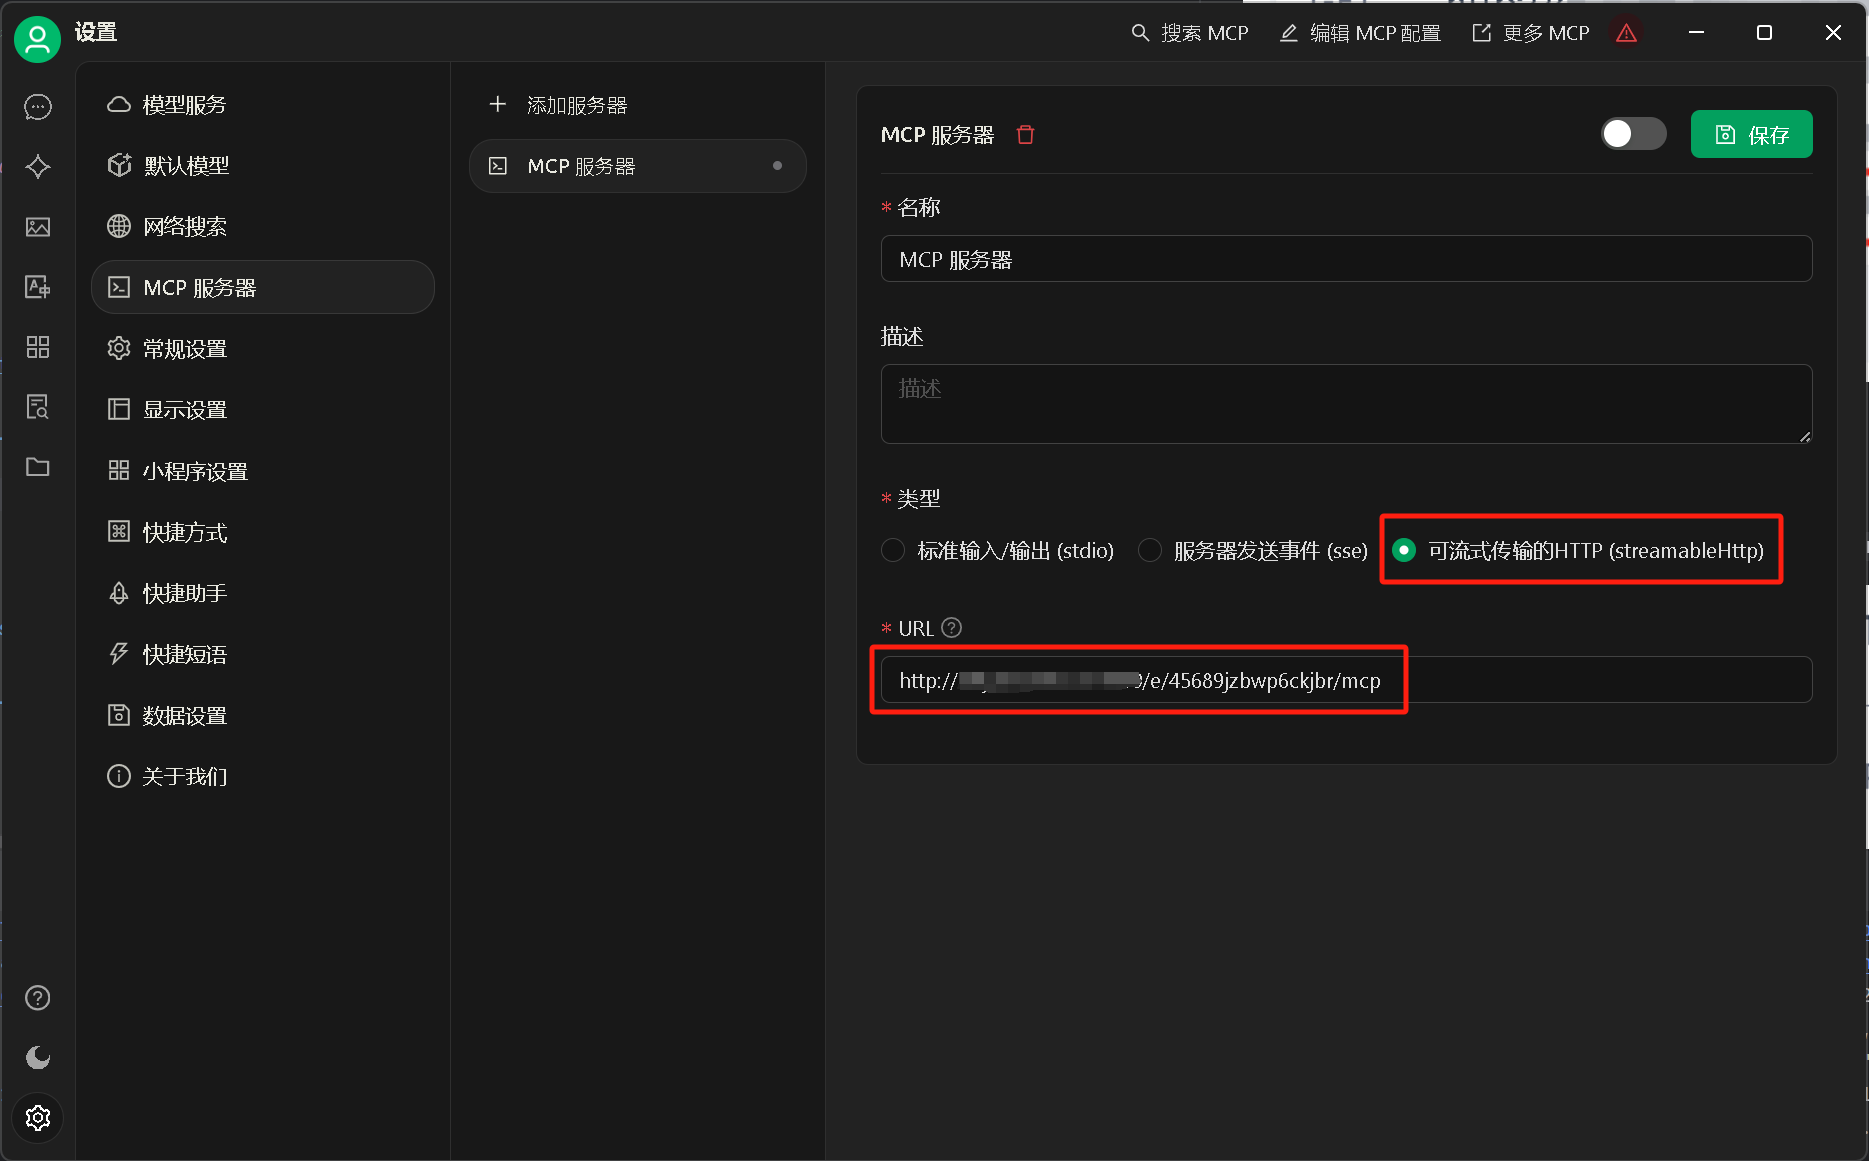 设置
搜索 MCP
编辑 MCP 配置
更多 MCP
模型服务
默认模型
网络搜索
MCP 服务器
常规设置
显示设置
小程序设置
快捷方式
快捷助手
快捷短语
数据设置
关于我们
添加服务器
MCP 服务器
MCP 服务器
保存
* 名称
MCP 服务器
描述
描述
* 类型
标准输入/输出 (stdio)
服务器发送事件 (sse)
可流式传输的HTTP (streamableHttp)
* URL
http:// /e/45689jzbwp6ckjbr/mcp